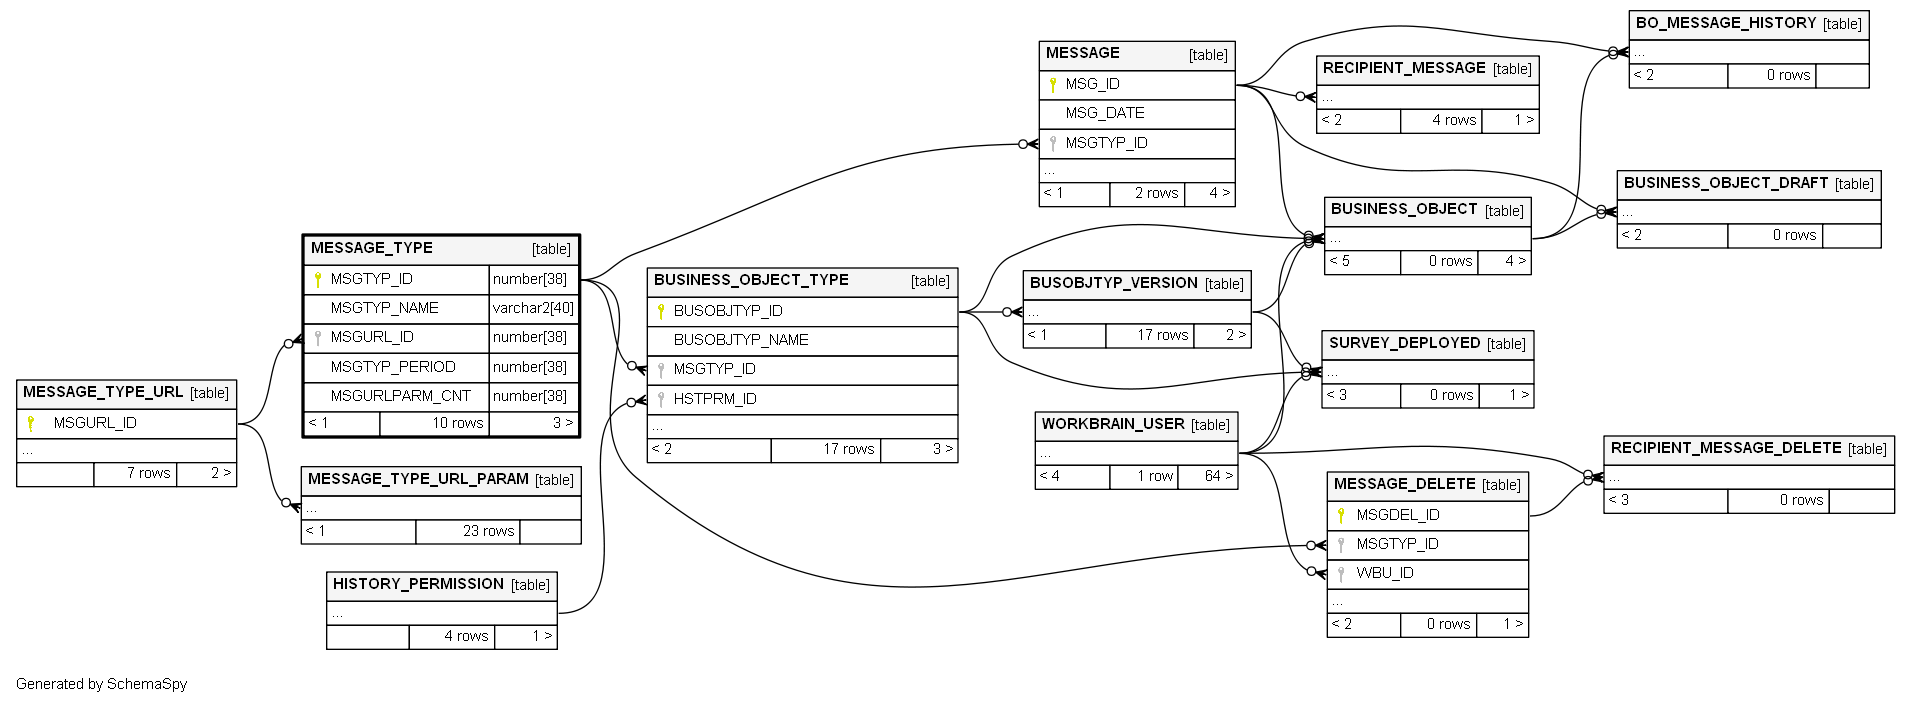 BO_MESSAGE_HISTORY [table]
...
< 2 0 rows
MESSAGE [table]
MSG_ID
MSG_DATE
MSGTYP_ID
...
< 1 2 rows 4 >
RECIPIENT_MESSAGE [table]
...
< 2 4 rows 1 >
BUSINESS_OBJECT_DRAFT [table]
...
< 2 0 rows
BUSINESS_OBJECT [table]
...
< 5 0 rows 4 >
MESSAGE_TYPE [table]
MSGTYP_ID number[38]
MSGTYP_NAME varchar2[40]
MSGURL_ID number[38]
MSGTYP_PERIOD number[38]
MSGURLPARM_CNT number[38]
< 1 10 rows 3 >
BUSINESS_OBJECT_TYPE [table]
BUSOBJTYP_ID
BUSOBJTYP_NAME
MSGTYP_ID
HSTPRM_ID
...
< 2 17 rows 3 >
BUSOBJTYP_VERSION [table]
...
< 1 17 rows 2 >
SURVEY_DEPLOYED [table]
...
< 3 0 rows 1 >
MESSAGE_TYPE_URL [table]
MSGURL_ID
...
7 rows 2 >
WORKBRAIN_USER [table]
...
< 4 1 row 64 >
RECIPIENT_MESSAGE_DELETE [table]
...
< 3 0 rows
MESSAGE_TYPE_URL_PARAM [table]
...
< 1 23 rows
MESSAGE_DELETE [table]
MSGDEL_ID
MSGTYP_ID
WBU_ID
...
< 2 0 rows 1 >
HISTORY_PERMISSION [table]
...
4 rows 1 >
Generated by SchemaSpy